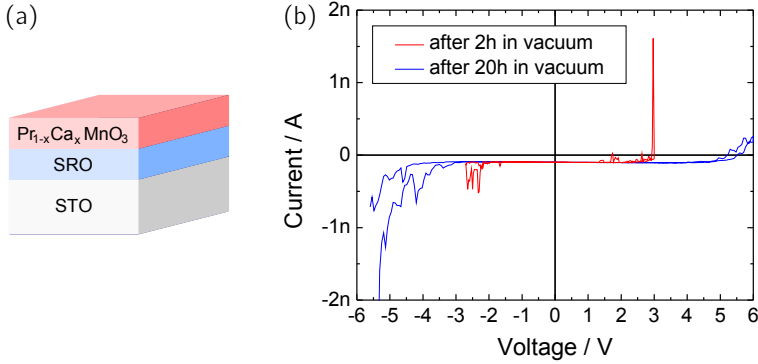 (a)
Pr₁₋ₓCaₓMnO₃
SRO
STO
(b)
after 2h in vacuum
after 20h in vacuum
2n
1n
0
-1n
-2n
Current / A
-6 -5 -4 -3 -2 -1 0 1 2 3 4 5 6
Voltage / V